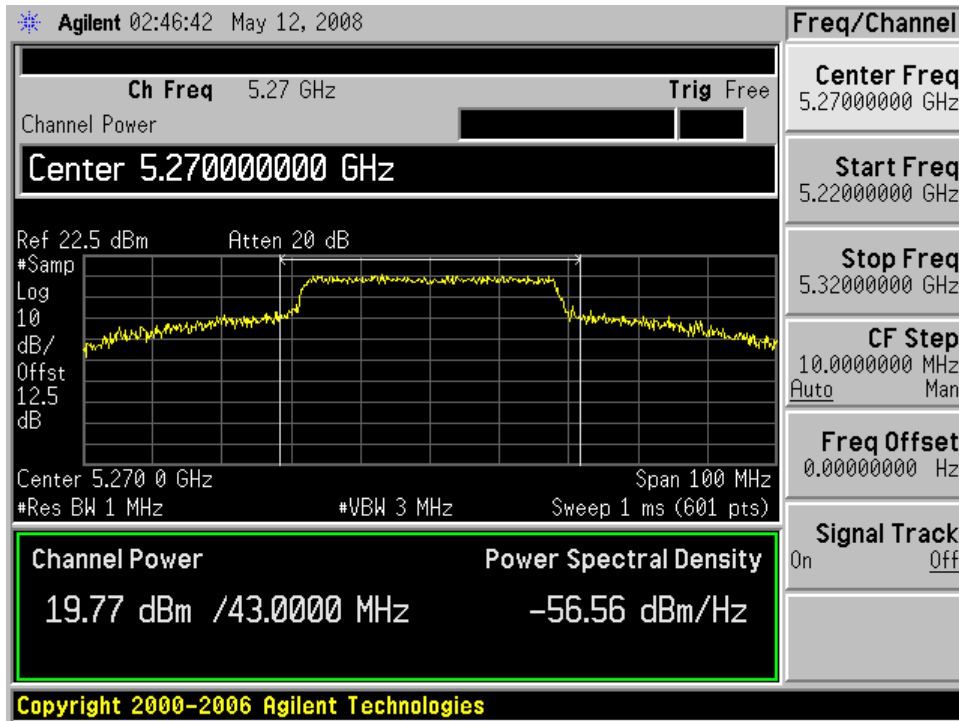 Agilent 02:46:42 May 12, 2008
Freq/Channel
Ch Freq 5.27 GHz Trig Free
Channel Power
Center 5.270000000 GHz
Ref 22.5 dBm Atten 20 dB
#Samp
Log
10
dB/
Offst
12.5
dB
Center 5.270 0 GHz Span 100 MHz
#Res BW 1 MHz #VBW 3 MHz Sweep 1 ms (601 pts)
Channel Power Power Spectral Density
19.77 dBm /43.0000 MHz -56.56 dBm/Hz
Center Freq
5.27000000 GHz
Start Freq
5.22000000 GHz
Stop Freq
5.32000000 GHz
CF Step
10.0000000 MHz
Auto Man
Freq Offset
0.00000000 Hz
Signal Track
On Off
Copyright 2000-2006 Agilent Technologies